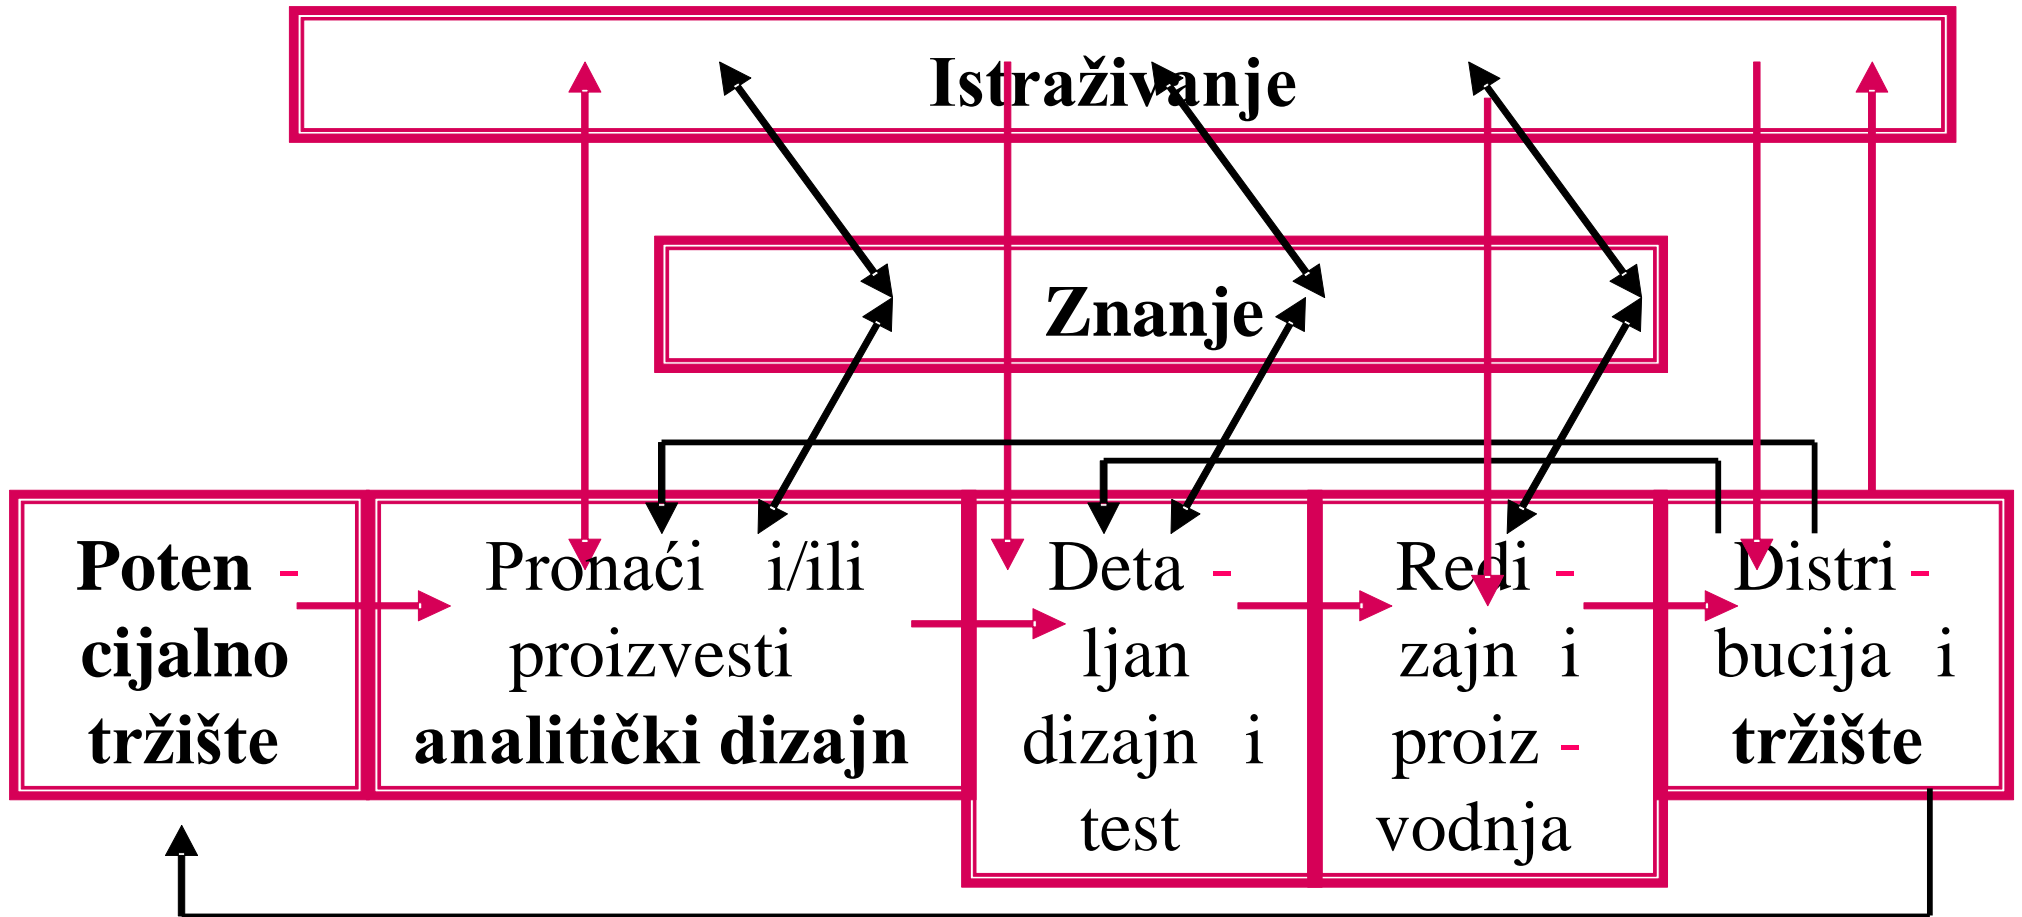 Istraživanje
Znanje
Poten -
cijalno
tržište
Pronaći i/ili
proizvesti
analitički dizajn
Deta -
ljan
dizajn i
test
Redi -
zajn i
proiz -
vodnja
Distri -
bucija i
tržište